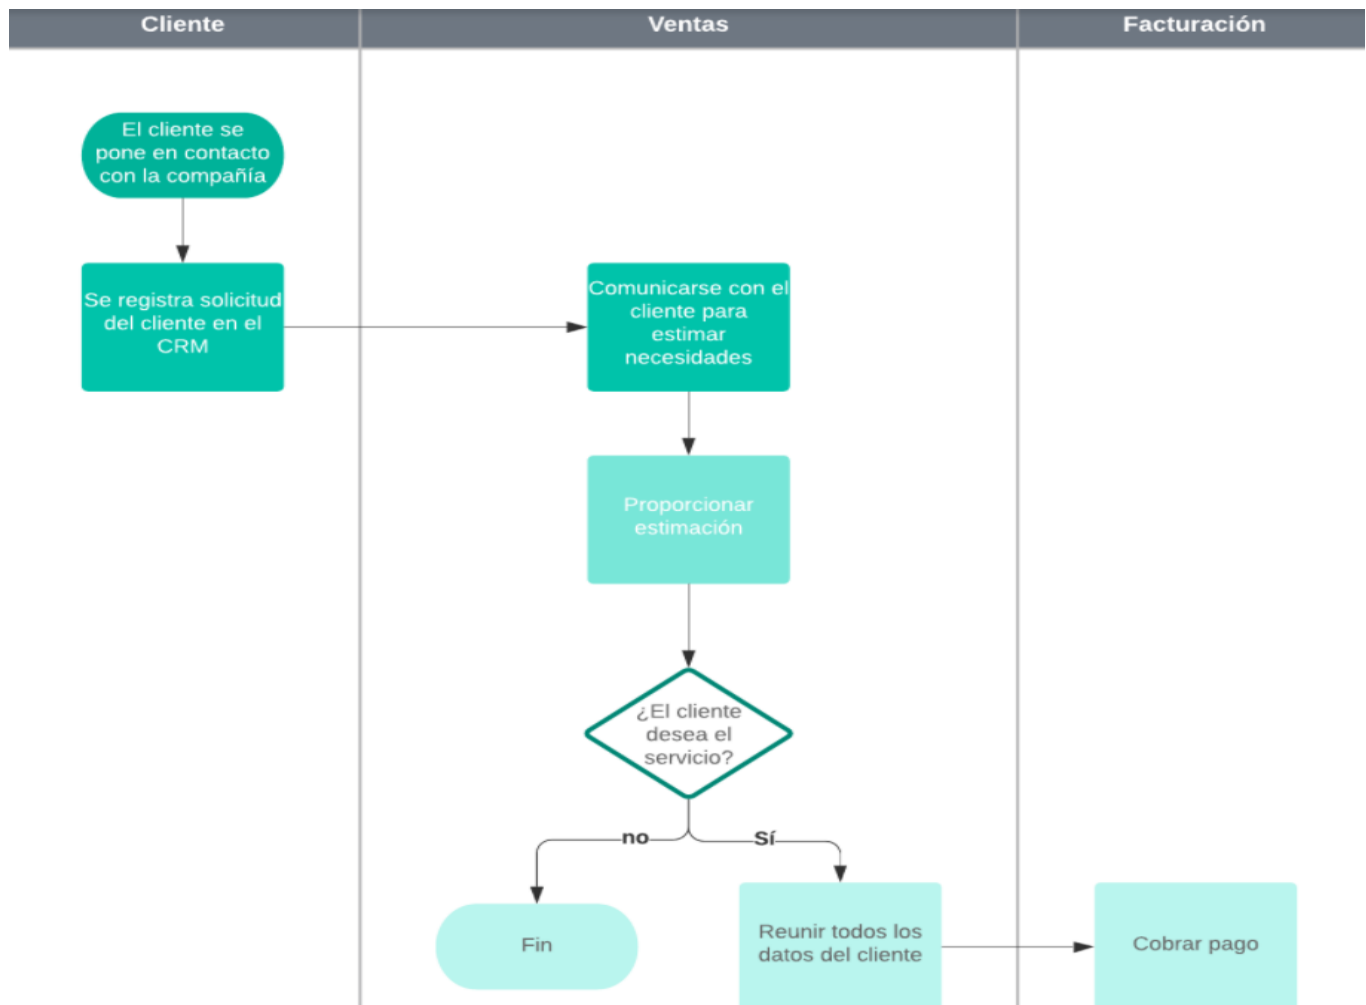 Cliente
Ventas
Facturación
El cliente se
pone en contacto
con la compañía
Se registra solicitud
del cliente en el
CRM
Comunicarse con el
cliente para
estimar
necesidades
Proporcionar
estimación
¿El cliente
desea el
servicio?
no
Sí
Fin
Reunir todos los
datos del cliente
Cobrar pago